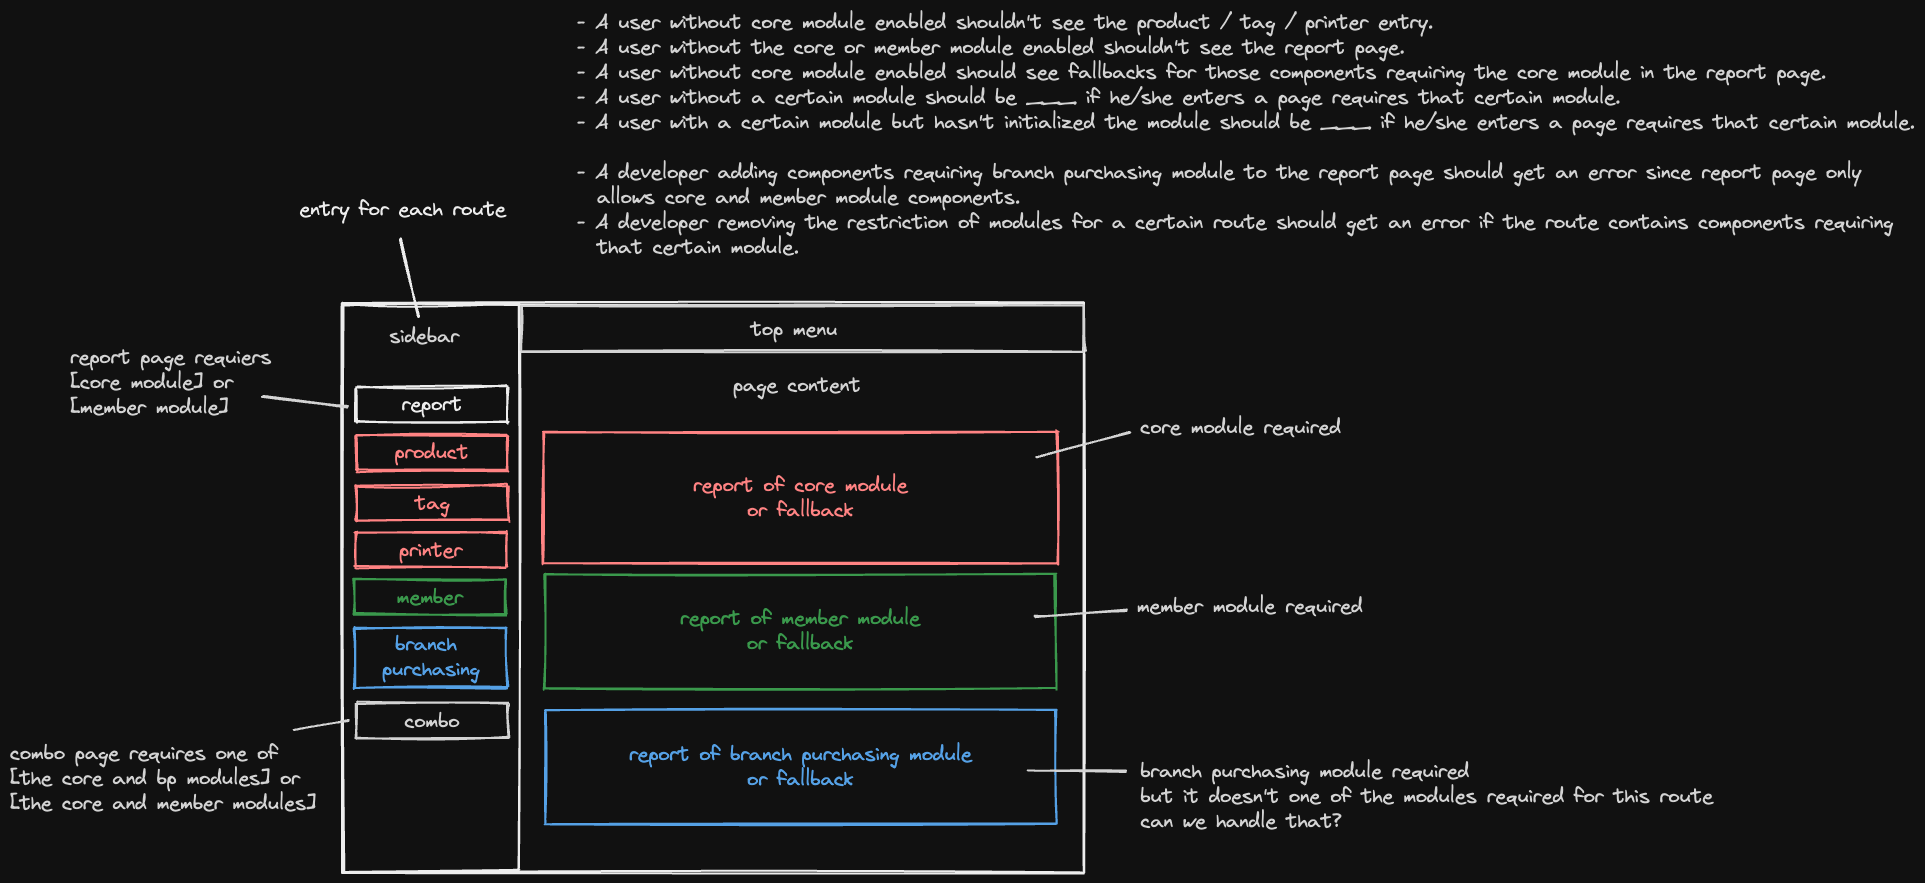 - A user without core module enabled shouldn't see the product / tag / printer entry.
- A user without the core or member module enabled shouldn't see the report page.
- A user without core module enabled should see fallbacks for those components requiring the core module in the report page.
- A user without a certain module should be ____ if he/she enters a page requires that certain module.
- A user with a certain module but hasn't initialized the module should be ____ if he/she enters a page requires that certain module.
- A developer adding components requiring branch purchasing module to the report page should get an error since report page only
allows core and member module components.
- A developer removing the restriction of modules for a certain route should get an error if the route contains components requiring
that certain module.
entry for each route
sidebar
top menu
report page requiers
[core module] or
[member module]
page content
report
product
tag
printer
member
branch
purchasing
combo
core module required
report of core module
or fallback
member module required
report of member module
or fallback
report of branch purchasing module
or fallback
combo page requires one of
[the core and bp modules] or
[the core and member modules]
branch purchasing module required
but it doesn't one of the modules required for this route
can we handle that?